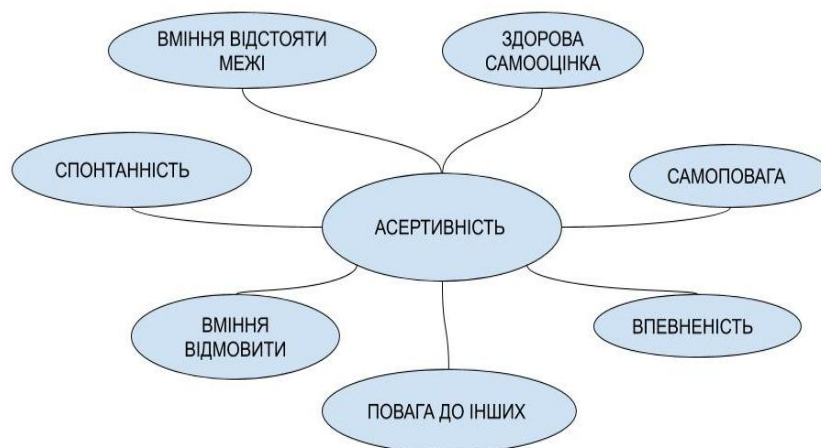 ВМІННЯ ВІДСТОЯТИ
МЕЖІ
ЗДОРОВА
САМООЦІНКА
СПОНТАННІСТЬ
САМОПОВАГА
АСЕРТИВНІСТЬ
ВМІННЯ
ВІДМОВИТИ
ВПЕВНЕНІСТЬ
ПОВАГА ДО ІНШИХ